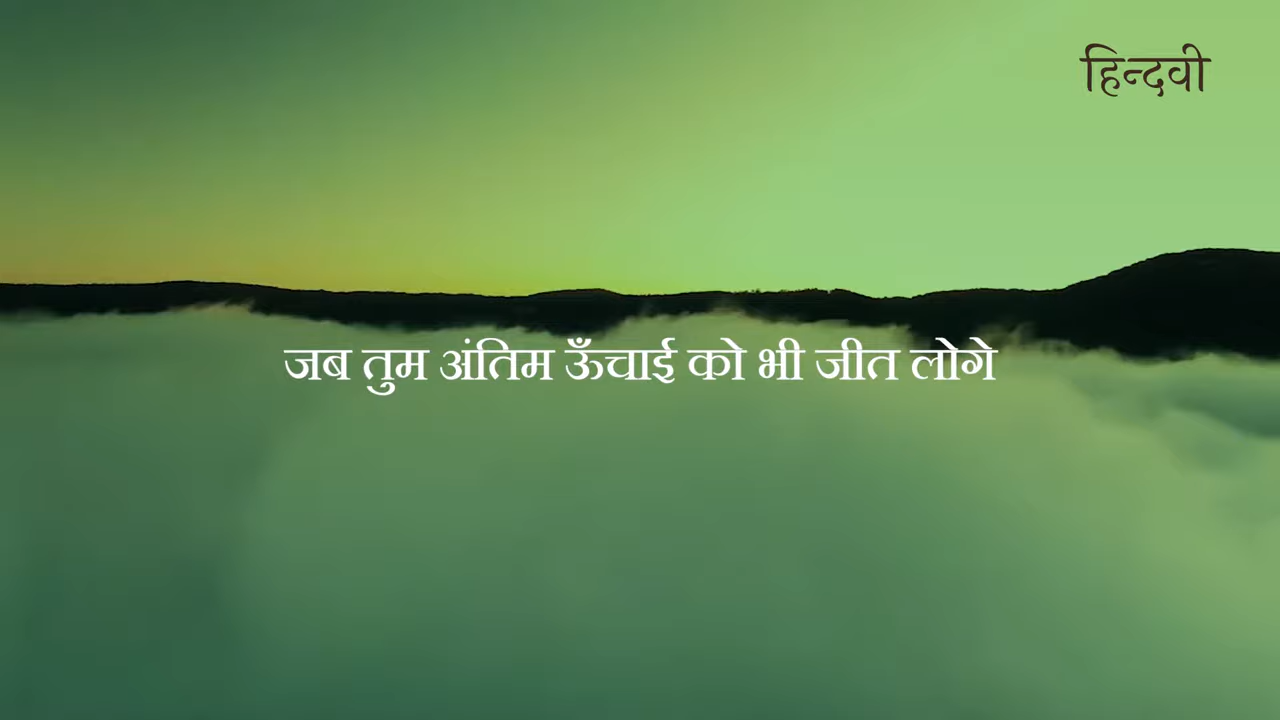 हिन्दवी
जब तुम अंतिम ऊँचाई को भी जीत लोगे